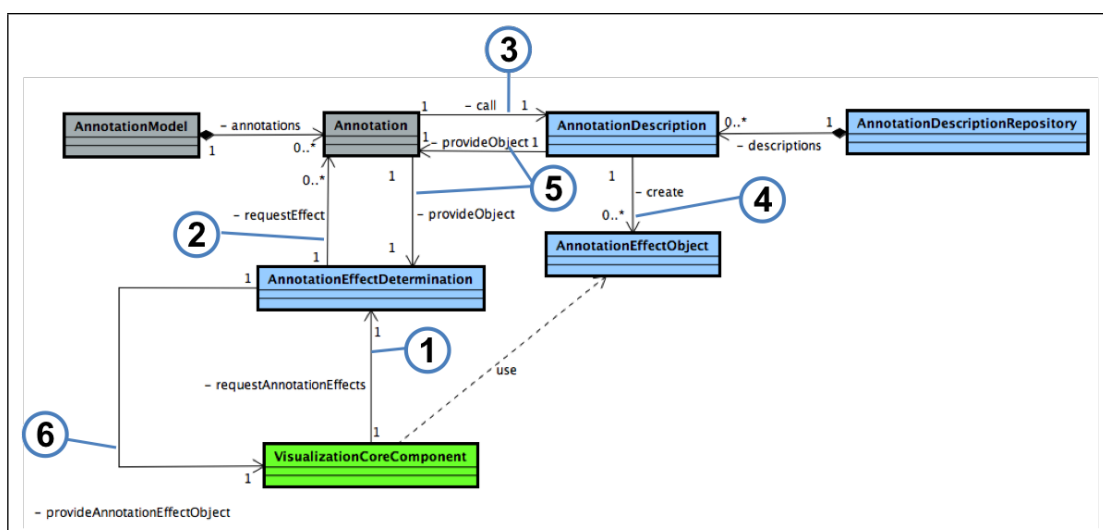 3
1
– call
1
AnnotationModel
– annotations
Annotation
AnnotationDescription
0..*
1
AnnotationDescriptionRepository
1
0..*
1
– provideObject
1
– descriptions
0..*
1
5
1
– requestEffect
– provideObject
– create
4
2
0..*
1
1
AnnotationEffectObject
1
AnnotationEffectDetermination
1
1
use
– requestAnnotationEffects
6
1
VisualizationCoreComponent
1
– provideAnnotationEffectObject